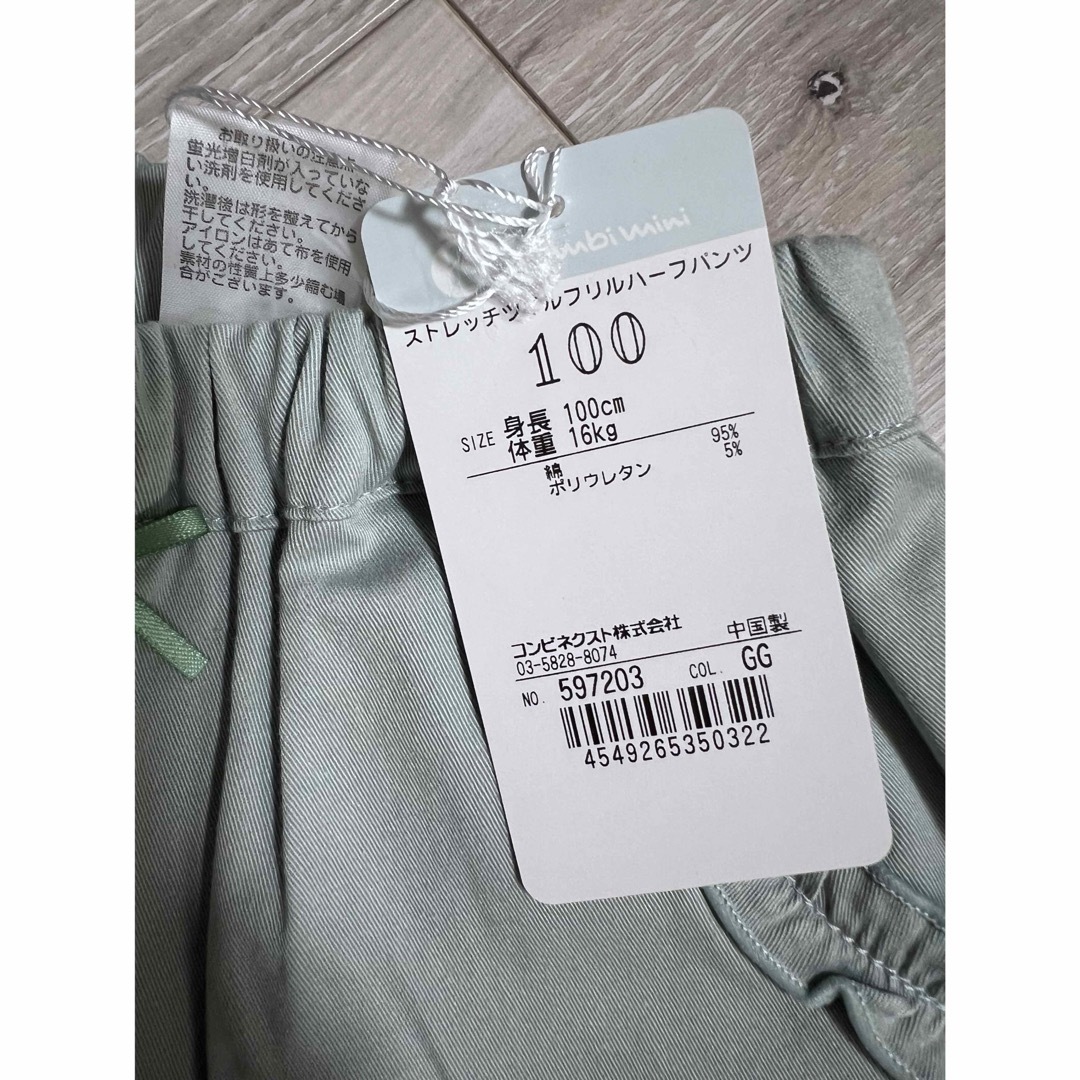 お取り扱いの注意点
蛍光増白剤が入っていな
い洗剤を使用してくださ
い。
洗濯後は形を整えてから
干してください。
アイロンはあて布を使用
してください。
素材の性質上多少縮む場
合がございます。
mbi mini
ストレッチツ ルフリルハーフパンツ
100
SIZE 身長 100cm
体重 16kg
綿 95%
ポリウレタン 5%
コンビネクスト株式会社 中国製
03-5828-8074
NO. 597203 COL. GG
4549265350322